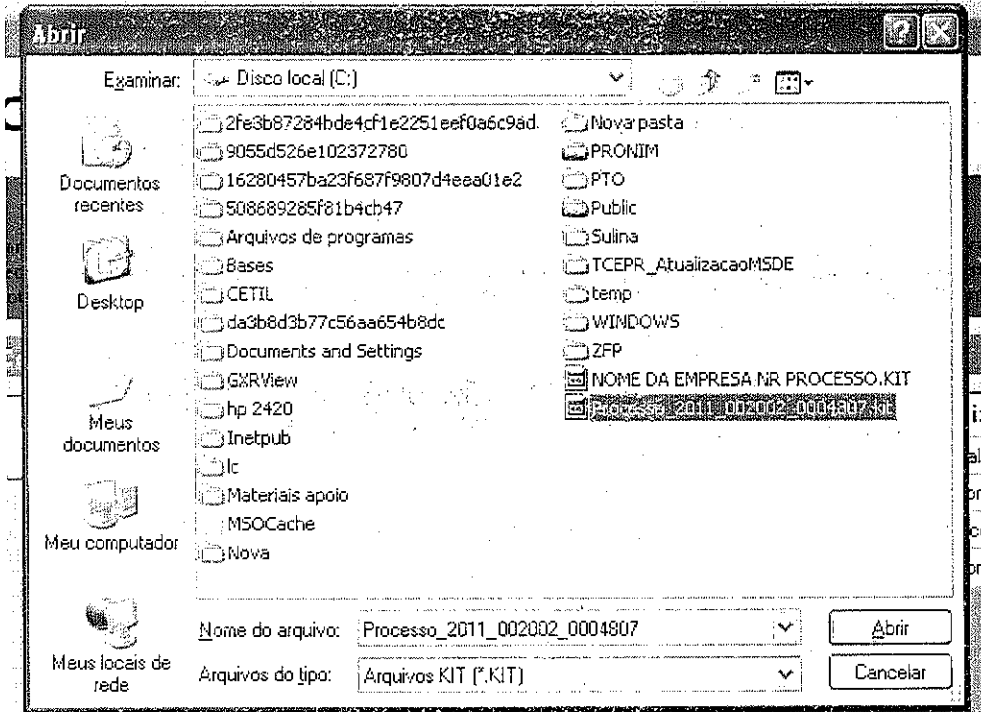 Abrir
Examinar: Disco local (C:)
Documentos
recentes
Desktop
Meus
documentos
Meu computador
Meus locais de
rede
2fe3b87284bde4cf1e2251eef0a6c9ad.
9055d526e102372780
16280457ba23f687f9807d4eea01e2
508689285f81b4cb47
Arquivos de programas
Bases
CETIL
da3b8d3b77c56aa654b8dc
Documents and Settings
GXRView
hp 2420
Inetpub
lc
Materiais apoio
MSOCache
Nova
Nova pasta
PRONIM
PTO
Public
Sulina
TCEPR_AtualizacaoMSDE
temp
WINDOWS
ZFP
NOME DA EMPRESA NR PROCESSO.KIT
Processo_2011_002002_0004807.kit
Nome do arquivo: Processo_2011_002002_0004807
Abrir
Arquivos do tipo: Arquivos KIT (*.KIT)
Cancelar